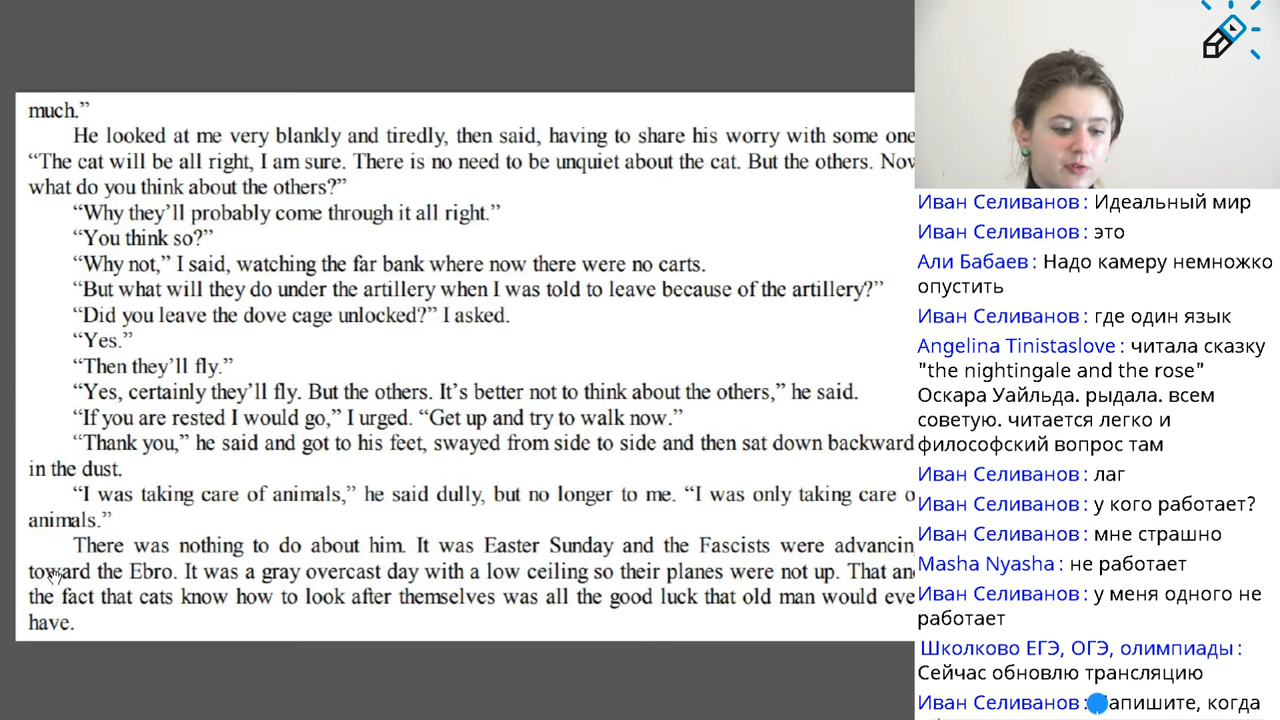 much.”
He looked at me very blankly and tiredly, then said, having to share his worry with some one
“The cat will be all right, I am sure. There is no need to be unquiet about the cat. But the others. Now
what do you think about the others?”
“Why they’ll probably come through it all right.”
“You think so?”
“Why not,” I said, watching the far bank where now there were no carts.
“But what will they do under the artillery when I was told to leave because of the artillery?”
“Did you leave the dove cage unlocked?” I asked.
“Yes.”
“Then they’ll fly.”
“Yes, certainly they’ll fly. But the others. It’s better not to think about the others,” he said.
“If you are rested I would go,” I urged. “Get up and try to walk now.”
“Thank you,” he said and got to his feet, swayed from side to side and then sat down backward
in the dust.
“I was taking care of animals,” he said dully, but no longer to me. “I was only taking care o
animals.”
There was nothing to do about him. It was Easter Sunday and the Fascists were advancin
toward the Ebro. It was a gray overcast day with a low ceiling so their planes were not up. That an
the fact that cats know how to look after themselves was all the good luck that old man would eve
have.
Иван Селиванов: Идеальный мир
Иван Селиванов: это
Али Бабаев: Надо камеру немножко
опустить
Иван Селиванов: где один язык
Angelina Tinistaslove: читала сказку
"the nightingale and the rose"
Оскара Уайльда. рыдала. всем
советую. читается легко и
философский вопрос там
Иван Селиванов: лаг
Иван Селиванов: у кого работает?
Иван Селиванов: мне страшно
Masha Nyasha: не работает
Иван Селиванов: у меня одного не
работает
Школково ЕГЭ, ОГЭ, олимпиады:
Сейчас обновлю трансляцию
Иван Селиванов: апишите, когда